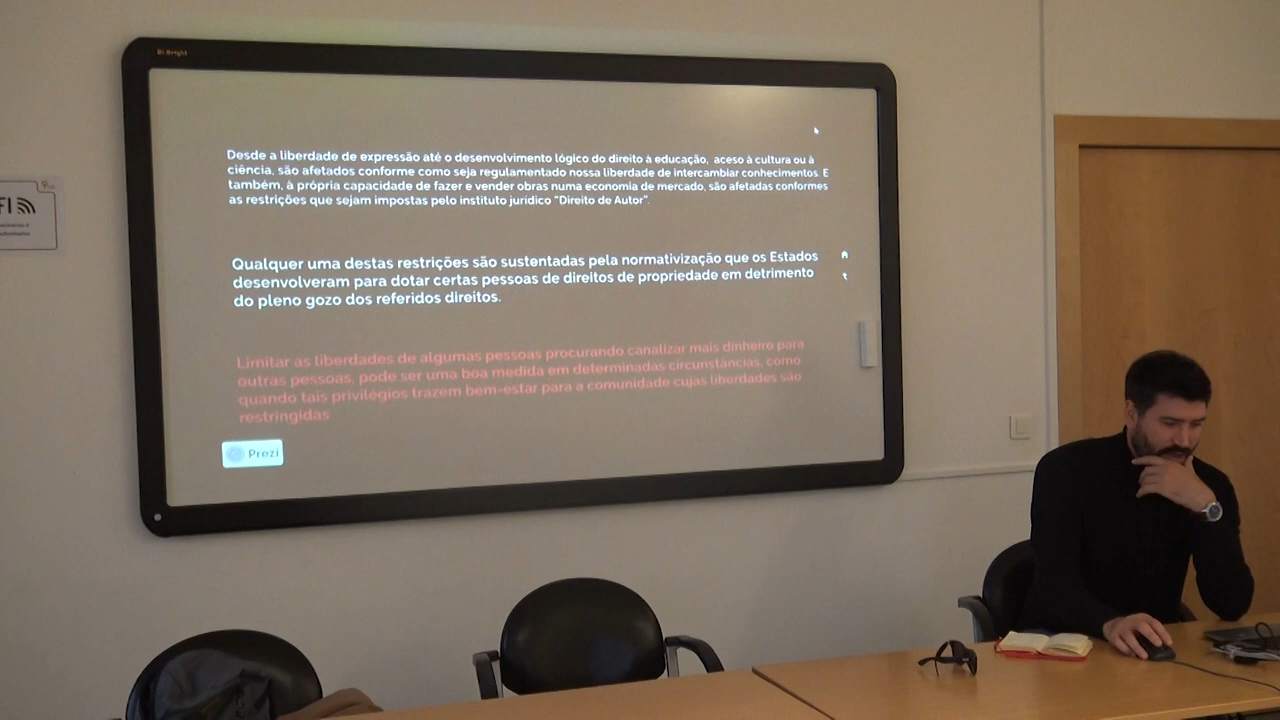 Bi.Bright
Desde a liberdade de expressão até o desenvolvimento lógico do direito à educação, aceso à cultura ou à
ciência, são afetados conforme como seja regulamentado nossa liberdade de intercambiar conhecimentos. E
também, à própria capacidade de fazer e vender obras numa economia de mercado, são afetadas conformes
as restrições que sejam impostas pelo instituto jurídico "Direito de Autor".
Qualquer uma destas restrições são sustentadas pela normativização que os Estados
desenvolveram para dotar certas pessoas de direitos de propriedade em detrimento
do pleno gozo dos referidos direitos.
Limitar as liberdades de algumas pessoas procurando canalizar mais dinheiro para
outras pessoas, pode ser uma boa medida em determinadas circunstâncias, como
quando tais privilégios trazem bem-estar para a comunidade cujas liberdades são
restringidas
Prezi
FI